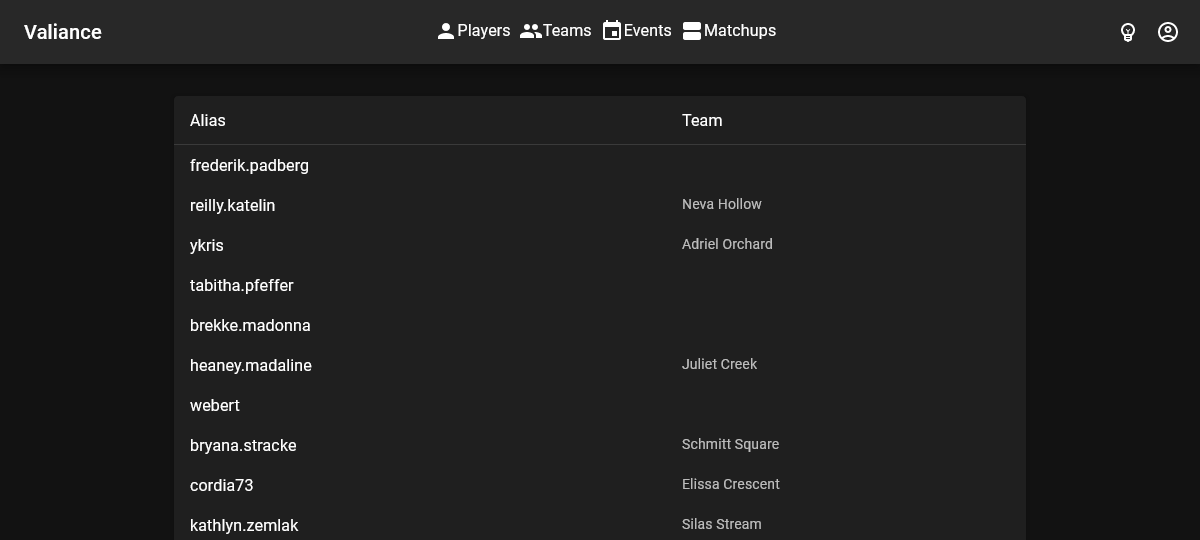 Valiance Players Teams Events Matchups
Alias Team
frederik.padberg
reilly.katelin Neva Hollow
ykris Adriel Orchard
tabitha.pfeffer
brekke.madonna
heaney.madaline Juliet Creek
webert
bryana.stracke Schmitt Square
cordia73 Elissa Crescent
kathlyn.zemlak Silas Stream